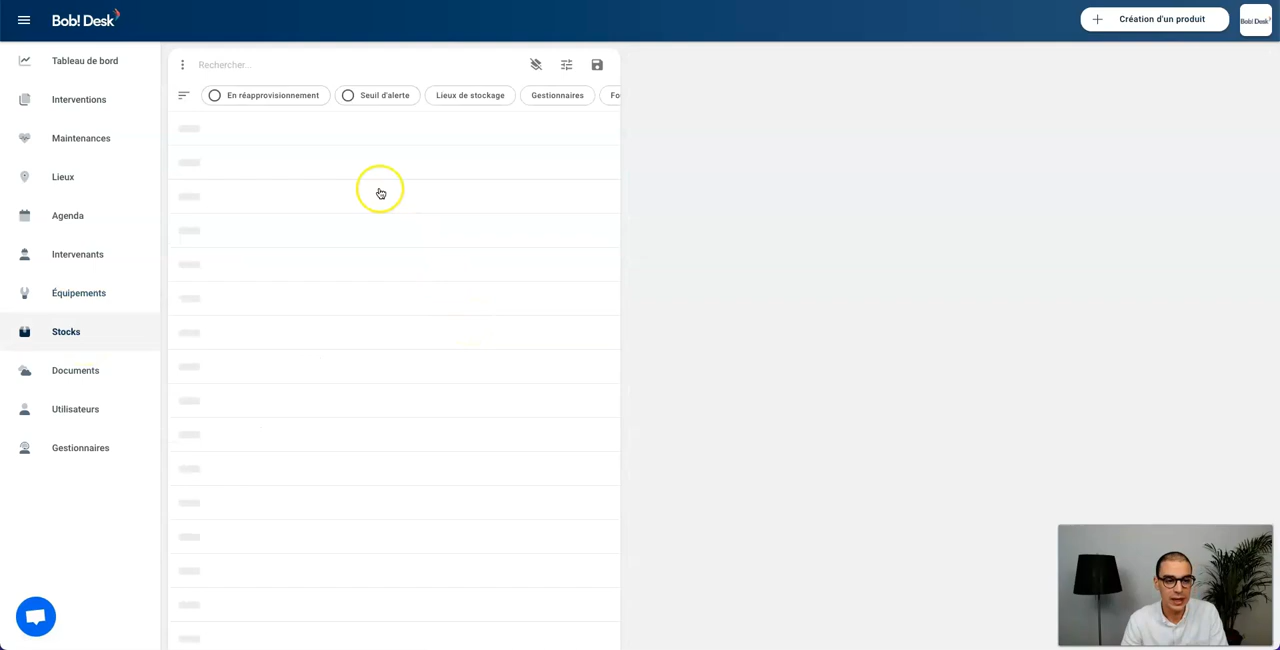 Bob! Desk
Création d'un produit
Bob! Desk
Tableau de bord
Interventions
Maintenances
Lieux
Agenda
Intervenants
Équipements
Stocks
Documents
Utilisateurs
Gestionnaires
Rechercher...
En réapprovisionnement
Seuil d'alerte
Lieux de stockage
Gestionnaires
Fo